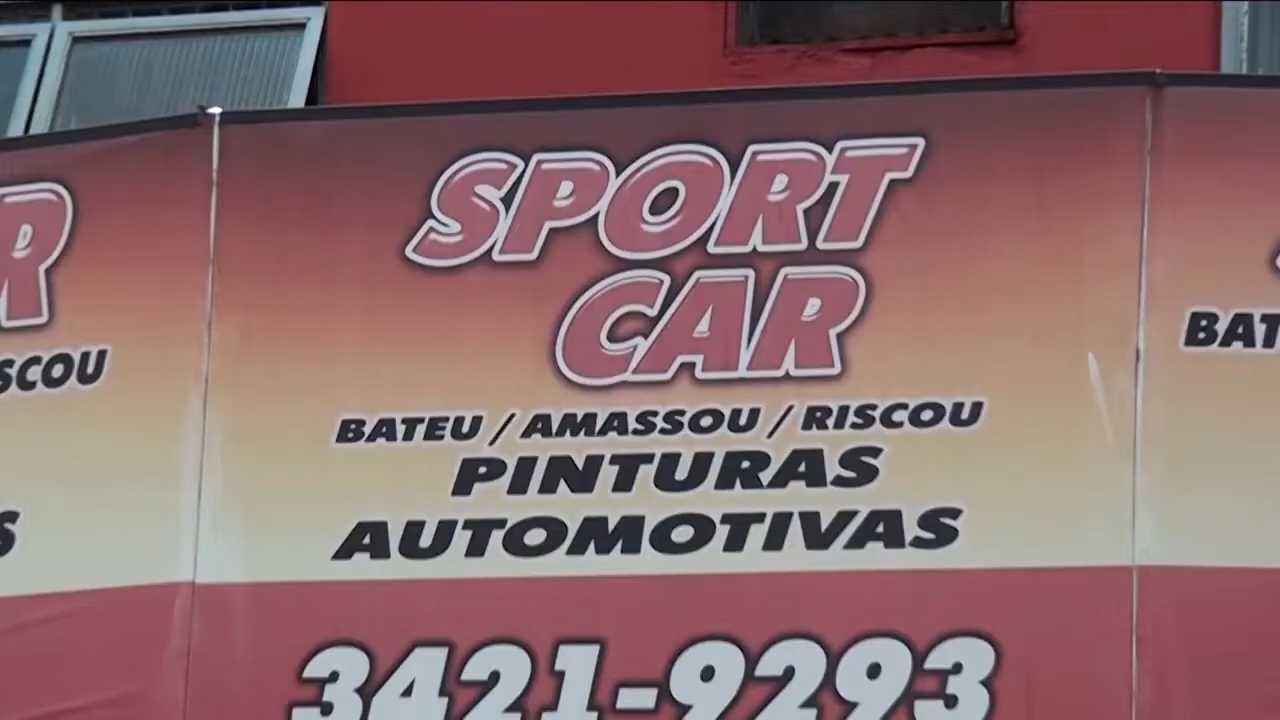 SPORT
CAR
BATEU / AMASSOU / RISCOU
PINTURAS
AUTOMOTIVAS
3421-9293